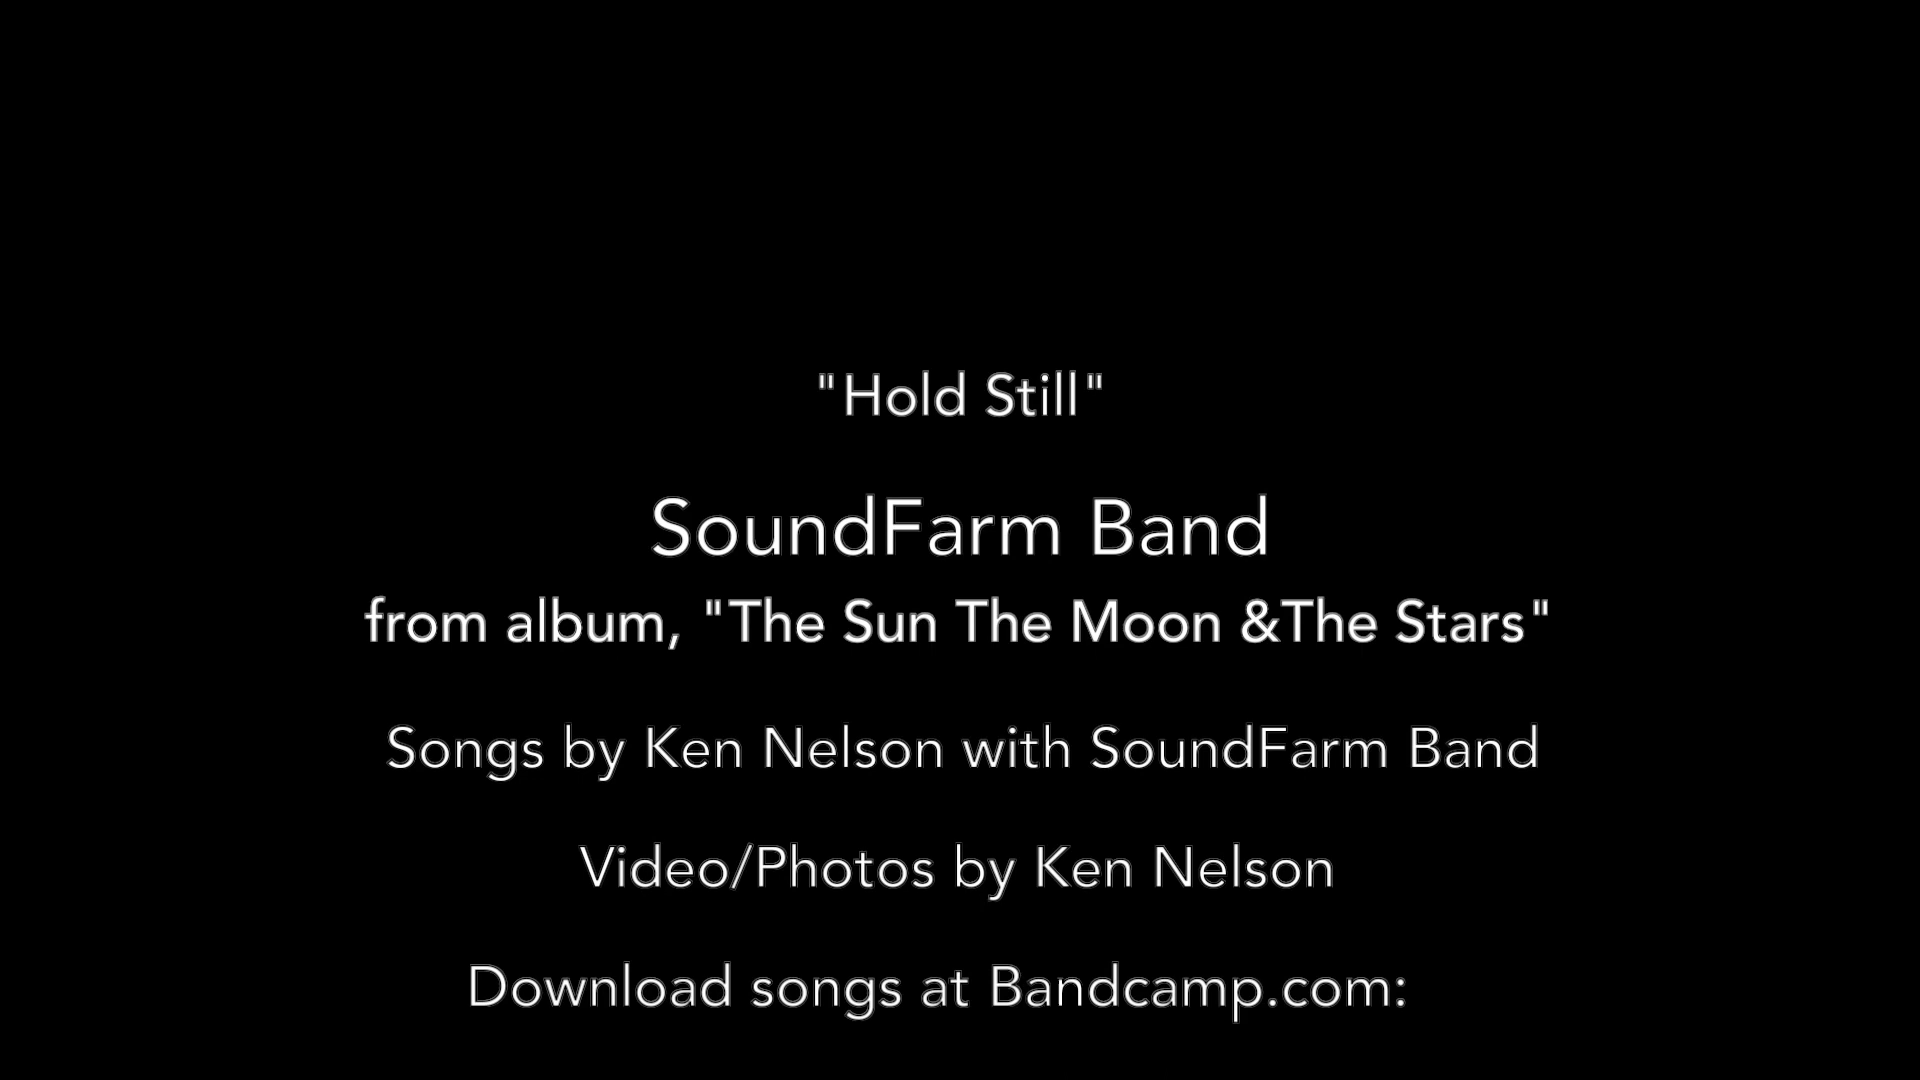 "Hold Still"
SoundFarm Band
from album, "The Sun The Moon &The Stars"
Songs by Ken Nelson with SoundFarm Band
Video/Photos by Ken Nelson
Download songs at Bandcamp.com: